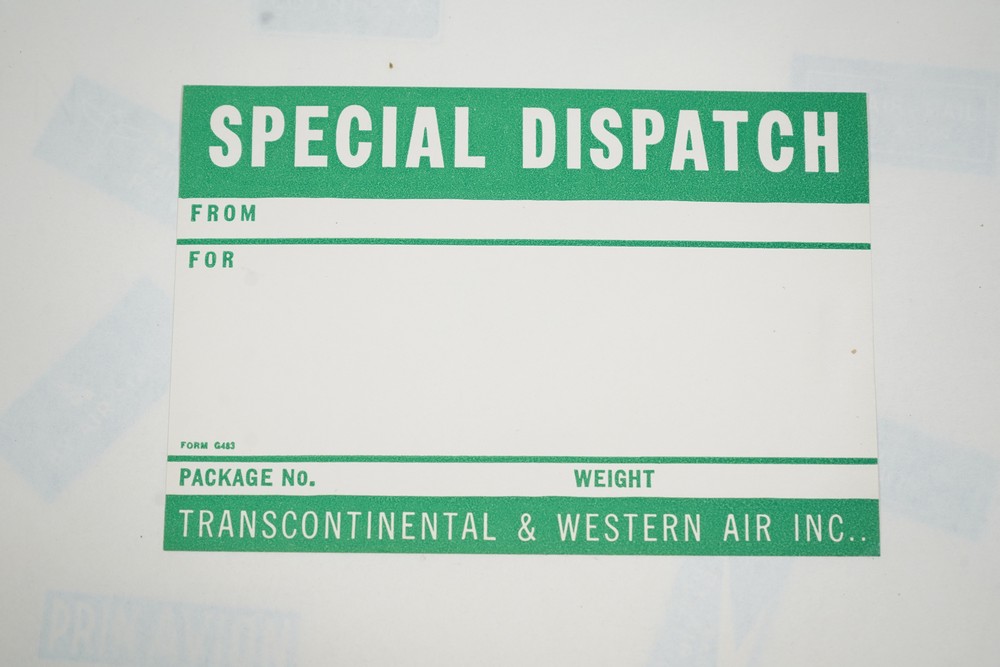 SPECIAL DISPATCH
FROM
FOR
FORM G483
PACKAGE No.
WEIGHT
TRANSCONTINENTAL & WESTERN AIR INC..